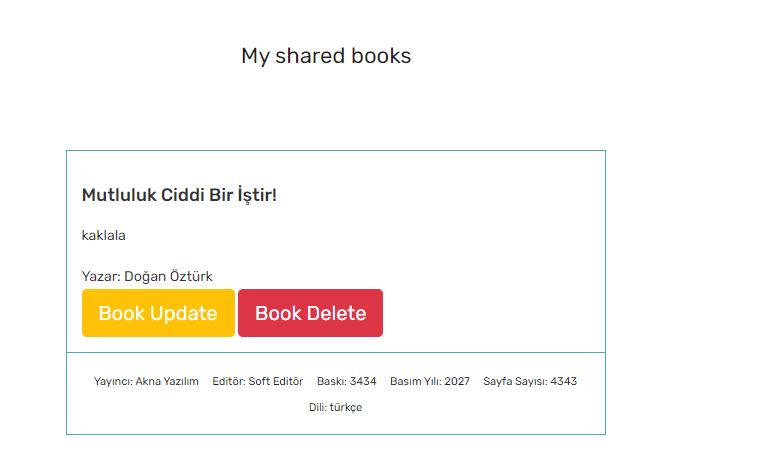 My shared books
Mutluluk Ciddi Bir İştir!
kaklala
Yazar: Doğan Öztürk
Book Update Book Delete
Yayıncı: Akna Yazılım Editör: Soft Editör Baskı: 3434 Basım Yılı: 2027 Sayfa Sayısı: 4343
Dili: türkçe